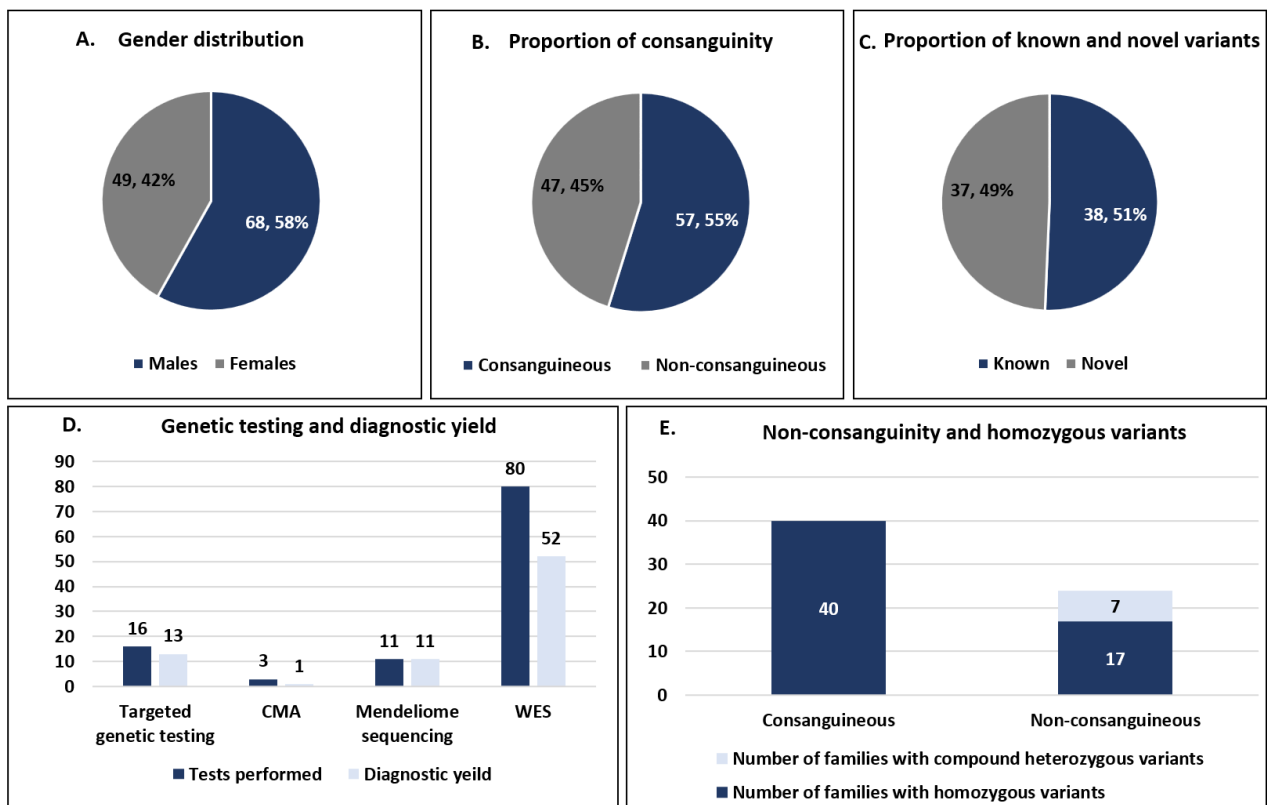 A. Gender distribution
49, 42%
68, 58%
Males Females
B. Proportion of consanguinity
47, 45%
57, 55%
Consanguineous Non-consanguineous
C. Proportion of known and novel variants
37, 49%
38, 51%
Known Novel
D. Genetic testing and diagnostic yield
90
80
70
60
50
40
30
20
10
0
16
13
3
1
11
11
80
52
Targeted
genetic testing
CMA
Mendeliome
sequencing
WES
Tests performed Diagnostic yeild
E. Non-consanguinity and homozygous variants
50
40
30
20
10
0
40
7
17
Consanguineous Non-consanguineous
Number of families with compound heterozygous variants
Number of families with homozygous variants